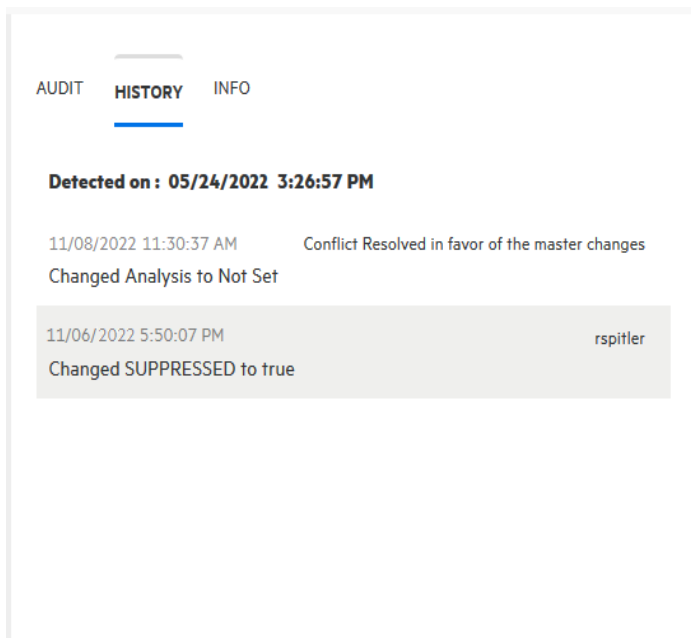 AUDIT HISTORY INFO
Detected on : 05/24/2022 3:26:57 PM
11/08/2022 11:30:37 AM Conflict Resolved in favor of the master changes
Changed Analysis to Not Set
11/06/2022 5:50:07 PM rspitler
Changed SUPPRESSED to true